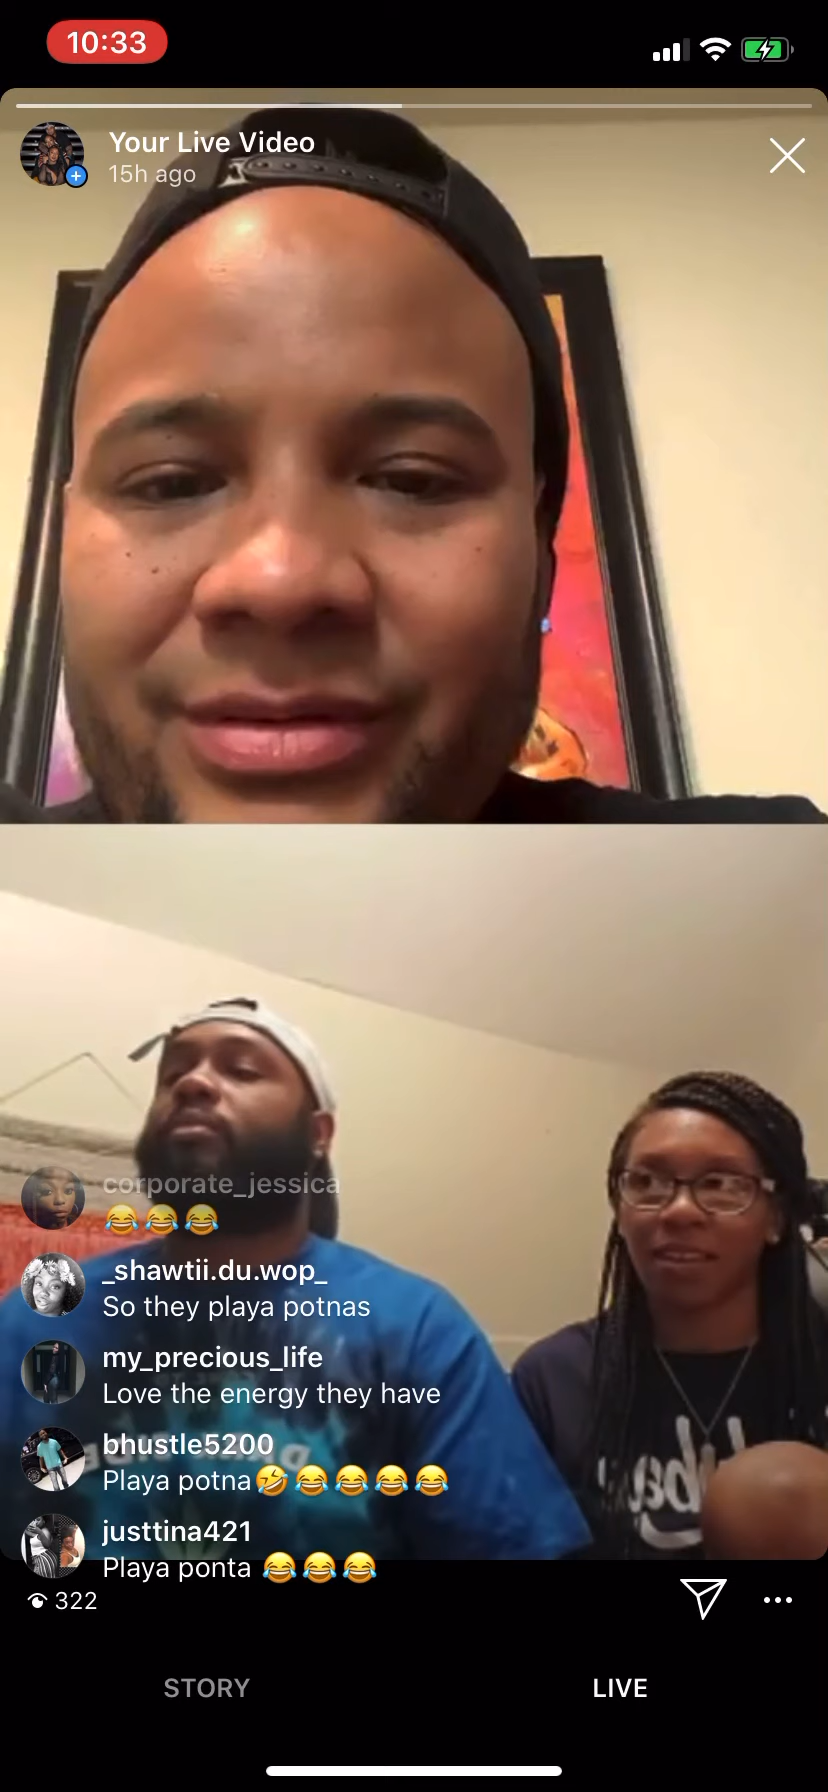 10:33
Your Live Video
15h ago
corporate_jessica
😂😂😂
_shawtii.du.wop_
So they playa potnas
my_precious_life
Love the energy they have
bhustle5200
Playa potna🤣😂😂😂😂
justtina421
Playa ponta 😂😂😂
322
STORY
LIVE